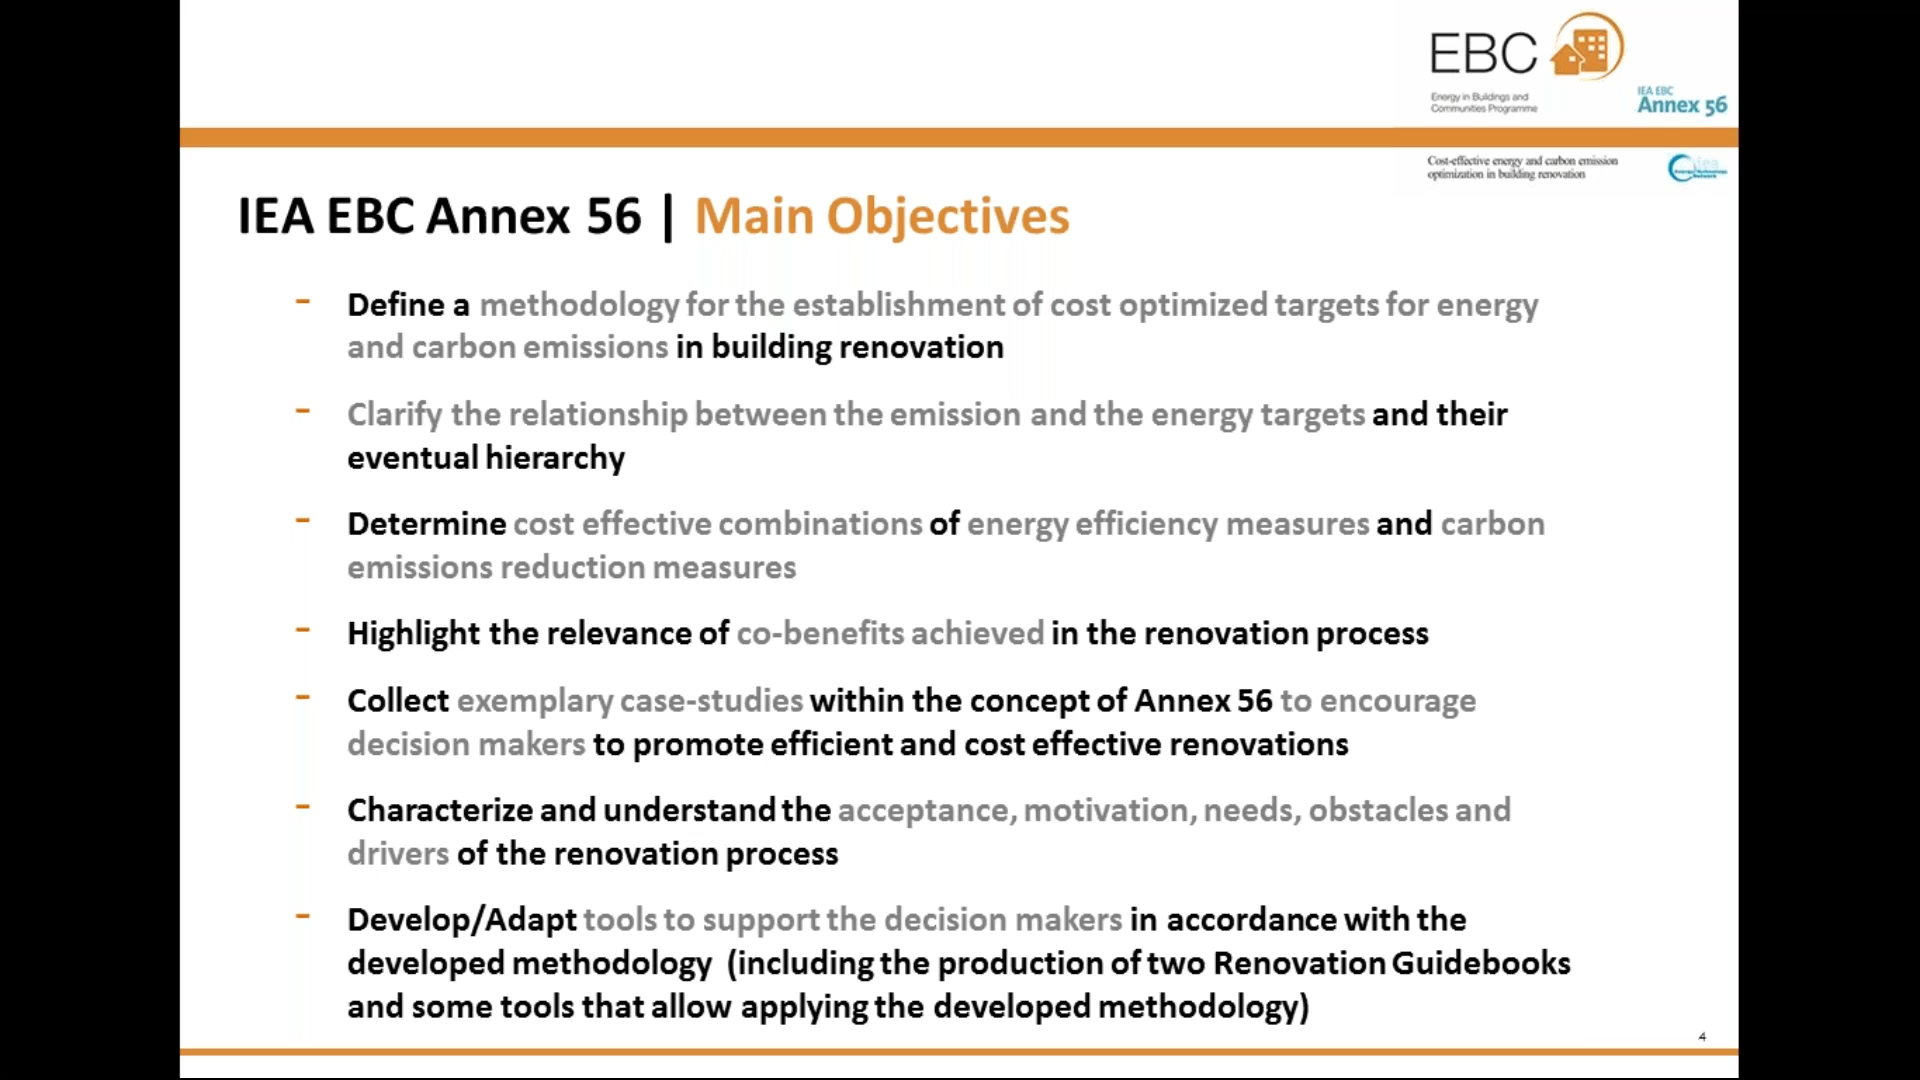 EBC
Energy in Buildings and
Communities Programme
IEA EBC
Annex 56
Cost-effective energy and carbon emission
optimization in building renovation
iea
Energy Technology
Network
IEA EBC Annex 56 | Main Objectives
- Define a methodology for the establishment of cost optimized targets for energy
and carbon emissions in building renovation
- Clarify the relationship between the emission and the energy targets and their
eventual hierarchy
- Determine cost effective combinations of energy efficiency measures and carbon
emissions reduction measures
- Highlight the relevance of co-benefits achieved in the renovation process
- Collect exemplary case-studies within the concept of Annex 56 to encourage
decision makers to promote efficient and cost effective renovations
- Characterize and understand the acceptance, motivation, needs, obstacles and
drivers of the renovation process
- Develop/Adapt tools to support the decision makers in accordance with the
developed methodology (including the production of two Renovation Guidebooks
and some tools that allow applying the developed methodology)
4